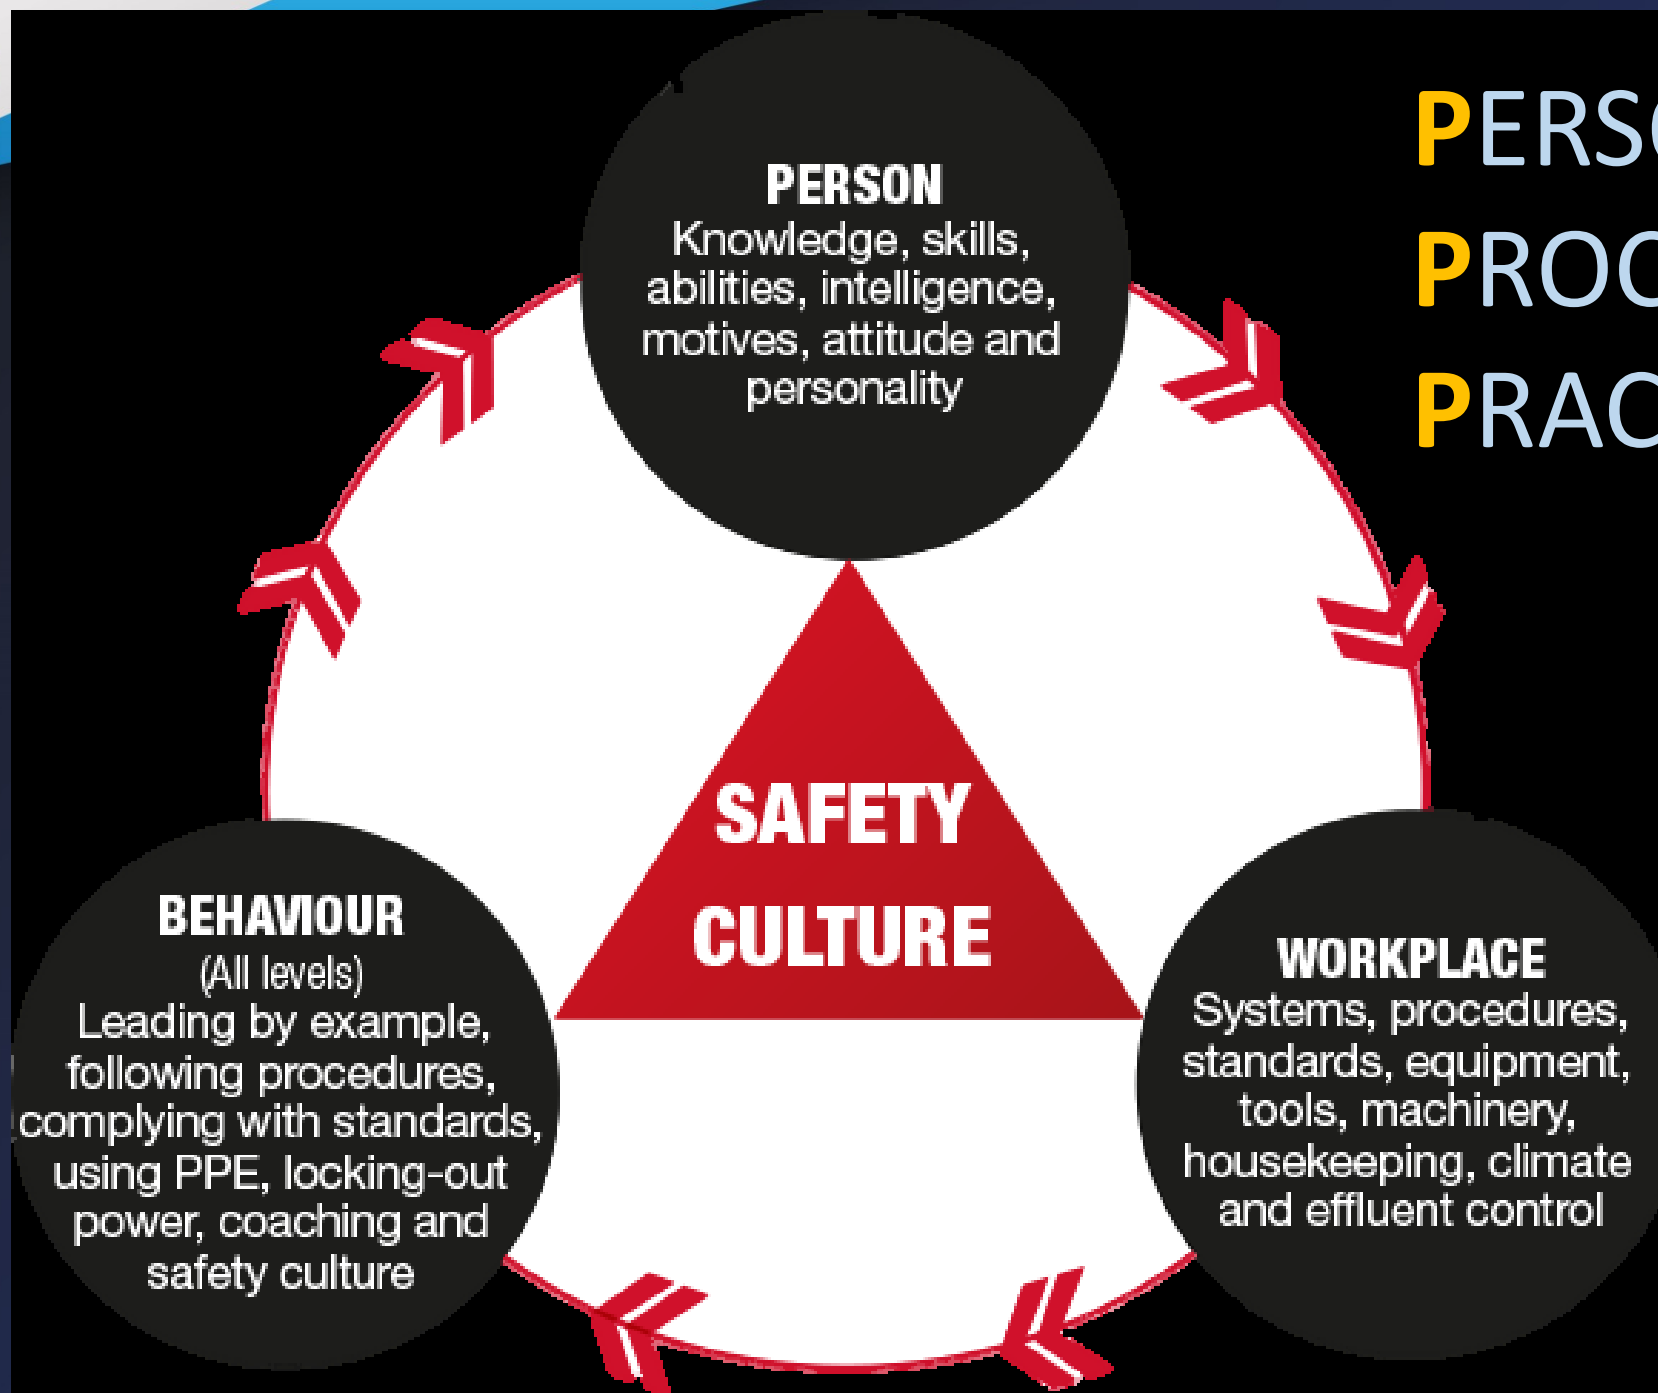 PERSON
Knowledge, skills,
abilities, intelligence,
motives, attitude and
personality
SAFETY
CULTURE
BEHAVIOUR
(All levels)
Leading by example,
following procedures,
complying with standards,
using PPE, locking-out
power, coaching and
safety culture
WORKPLACE
Systems, procedures,
standards, equipment,
tools, machinery,
housekeeping, climate
and effluent control